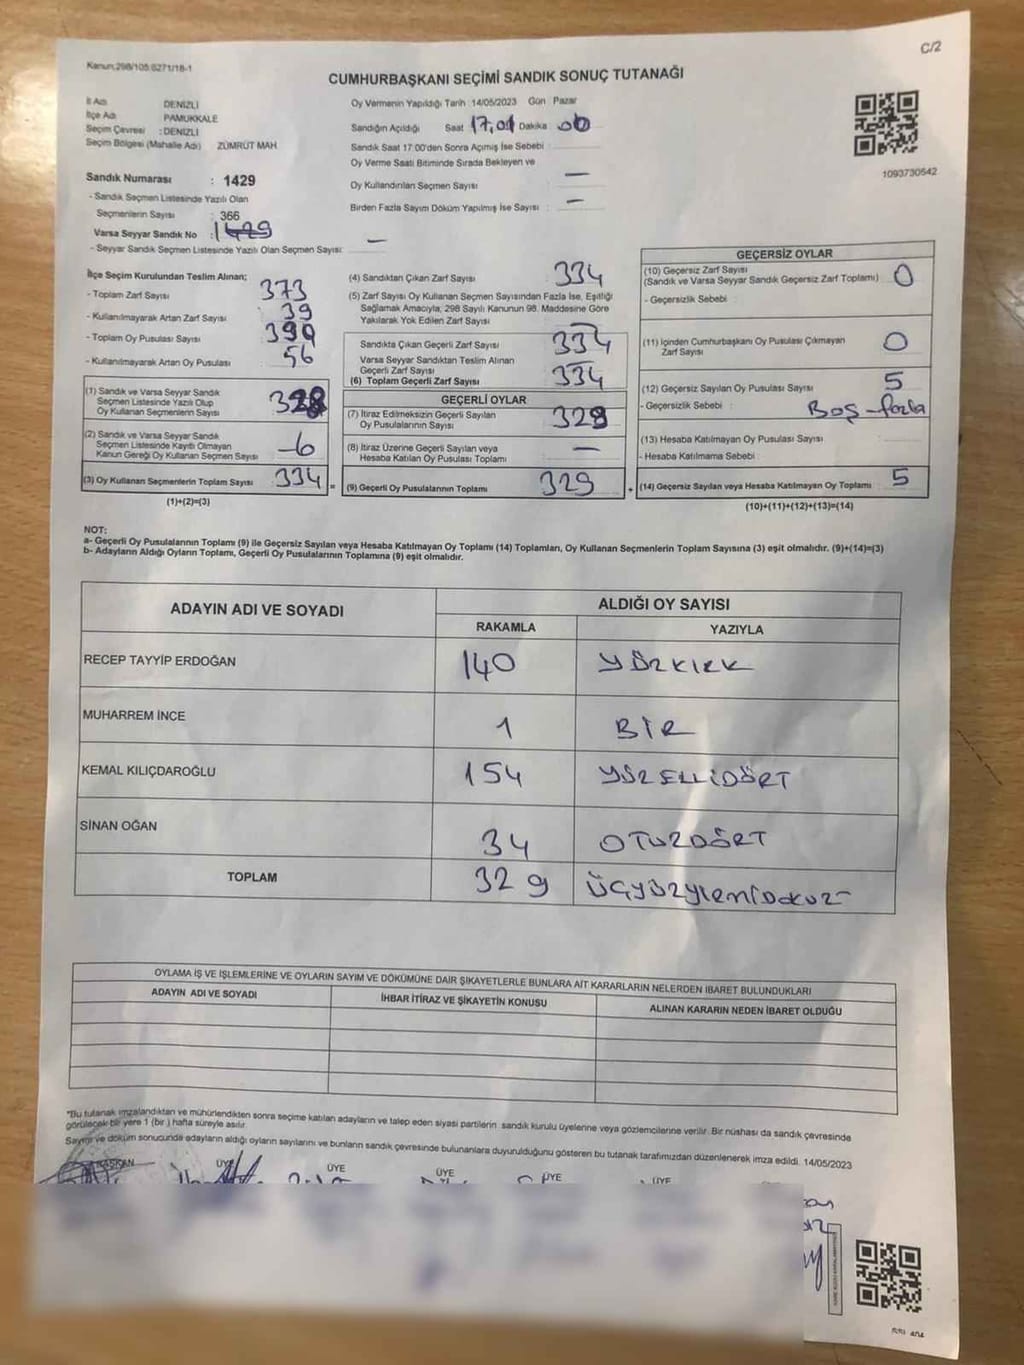 C/2
Kanun:298/105.6271/18-1
CUMHURBAŞKANI SEÇİMİ SANDIK SONUÇ TUTANAĞI
İl Adı DENİZLİ
İlçe Adı PAMUKKALE
Seçim Çevresi : DENİZLİ
Seçim Bölgesi (Mahalle Adı) ZÜMRÜT MAH
Sandık Numarası : 1429
- Sandık Seçmen Listesinde Yazılı Olan
Seçmenlerin Sayısı : 366
Varsa Seyyar Sandık No : 1429
- Seyyar Sandık Seçmen Listesinde Yazılı Olan Seçmen Sayısı: —
Oy Vermenin Yapıldığı Tarih 14/05/2023 Gün Pazar
Sandığın Açıldığı Saat 17,01 Dakika 00
Sandık Saat 17:00'den Sonra Açımış İse Sebebi :
Oy Verme Saati Bitiminde Sırada Bekleyen ve
Oy Kullandırılan Seçmen Sayısı : —
Birden Fazla Sayım Döküm Yapılmış İse Sayısı : —
1093730542
İlçe Seçim Kurulundan Teslim Alınan;
- Toplam Zarf Sayısı 373
- Kullanılmayarak Artan Zarf Sayısı 39
- Toplam Oy Pusulası Sayısı 390
- Kullanılmayarak Artan Oy Pusulası 56
(1) Sandık ve Varsa Seyyar Sandık
Seçmen Listesinde Yazılı Olup
Oy Kullanan Seçmenlerin Sayısı 328
(2) Sandık ve Varsa Seyyar Sandık
Seçmen Listesinde Kayıtlı Olmayan
Kanun Gereği Oy Kullanan Seçmen Sayısı -6
(3) Oy Kullanan Seçmenlerin Toplam Sayısı 334 =
(1)+(2)=(3)
(4) Sandıktan Çıkan Zarf Sayısı 334
(5) Zarf Sayısı Oy Kullanan Seçmen Sayısından Fazla İse, Eşitliği
Sağlamak Amacıyla, 298 Sayılı Kanunun 98. Maddesine Göre
Yakılarak Yok Edilen Zarf Sayısı —
Sandıkta Çıkan Geçerli Zarf Sayısı 334
Varsa Seyyar Sandıktan Teslim Alınan
Geçerli Zarf Sayısı —
(6) Toplam Geçerli Zarf Sayısı 334
GEÇERLİ OYLAR
(7) İtiraz Edilmeksizin Geçerli Sayılan
Oy Pusulalarının Sayısı 329
(8) İtiraz Üzerine Geçerli Sayılan veya
Hesaba Katılan Oy Pusulası Toplamı —
(9) Geçerli Oy Pusulalarının Toplamı 329 +
GEÇERSİZ OYLAR
(10) Geçersiz Zarf Sayısı
(Sandık ve Varsa Seyyar Sandık Geçersiz Zarf Toplamı) 0
- Geçersizlik Sebebi :
(11) İçinden Cumhurbaşkanı Oy Pusulası Çıkmayan
Zarf Sayısı 0
(12) Geçersiz Sayılan Oy Pusulası Sayısı 5
- Geçersizlik Sebebi : Boş-fazla
(13) Hesaba Katılmayan Oy Pusulası Sayısı
- Hesaba Katılmama Sebebi :
(14) Geçersiz Sayılan veya Hesaba Katılmayan Oy Toplamı 5
(10)+(11)+(12)+(13)=(14)
NOT:
a- Geçerli Oy Pusulalarının Toplamı (9) ile Geçersiz Sayılan veya Hesaba Katılmayan Oy Toplamı (14) Toplamları, Oy Kullanan Seçmenlerin Toplam Sayısına (3) eşit olmalıdır. (9)+(14)=(3)
b- Adayların Aldığı Oyların Toplamı, Geçerli Oy Pusulalarının Toplamına (9) eşit olmalıdır.
ADAYIN ADI VE SOYADI ALDIĞI OY SAYISI
RAKAMLA YAZIYLA
RECEP TAYYİP ERDOĞAN 140 YÜZKIRK
MUHARREM İNCE 1 BİR
KEMAL KILIÇDAROĞLU 154 YÜZELLİDÖRT
SİNAN OĞAN 34 OTUZDÖRT
TOPLAM 329 ÜÇYÜZYİRMİDOKUZ
OYLAMA İŞ VE İŞLEMLERİNE VE OYLARIN SAYIM VE DÖKÜMÜNE DAİR ŞİKAYETLERLE BUNLARA AİT KARARLARIN NELERDEN İBARET BULUNDUKLARI
ADAYIN ADI VE SOYADI İHBAR İTİRAZ VE ŞİKAYETİN KONUSU ALINAN KARARIN NEDEN İBARET OLDUĞU
"Bu tutanak imzalandıktan ve mühürlendikten sonra seçime katılan adayların ve talep eden siyasi partilerin sandık kurulu üyelerine veya gözlemcilerine verilir. Bir nüshası da sandık çevresinde
görülecek bir yere 1 (bir) hafta süreyle asılır.
Sayım ve döküm sonucunda adayların aldığı oyların sayılarını ve bunların sandık çevresinde bulunanlara duyurulduğunu gösteren bu tutanak tarafımızdan düzenlenerek imza edildi. 14/05/2023
BAŞKAN ÜYE ÜYE ÜYE ÜYE ÜYE